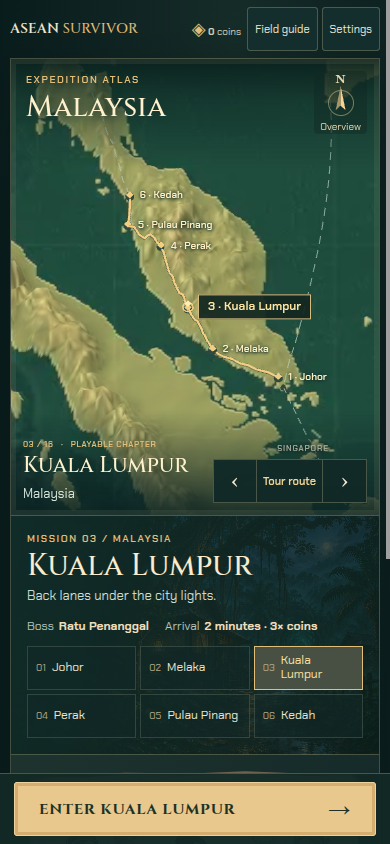 ASEAN SURVIVOR
0 coins
Field guide
Settings
EXPEDITION ATLAS
MALAYSIA
N
Overview
6 · Kedah
5 · Pulau Pinang
4 · Perak
3 · Kuala Lumpur
2 · Melaka
1 · Johor
SINGAPORE
03 / 16 · PLAYABLE CHAPTER
KUALA LUMPUR
Malaysia
‹ Tour route ›
MISSION 03 / MALAYSIA
KUALA LUMPUR
Back lanes under the city lights.
Boss Ratu Penanggal Arrival 2 minutes · 3× coins
01 Johor
02 Melaka
03 Kuala Lumpur
04 Perak
05 Pulau Pinang
06 Kedah
ENTER KUALA LUMPUR →